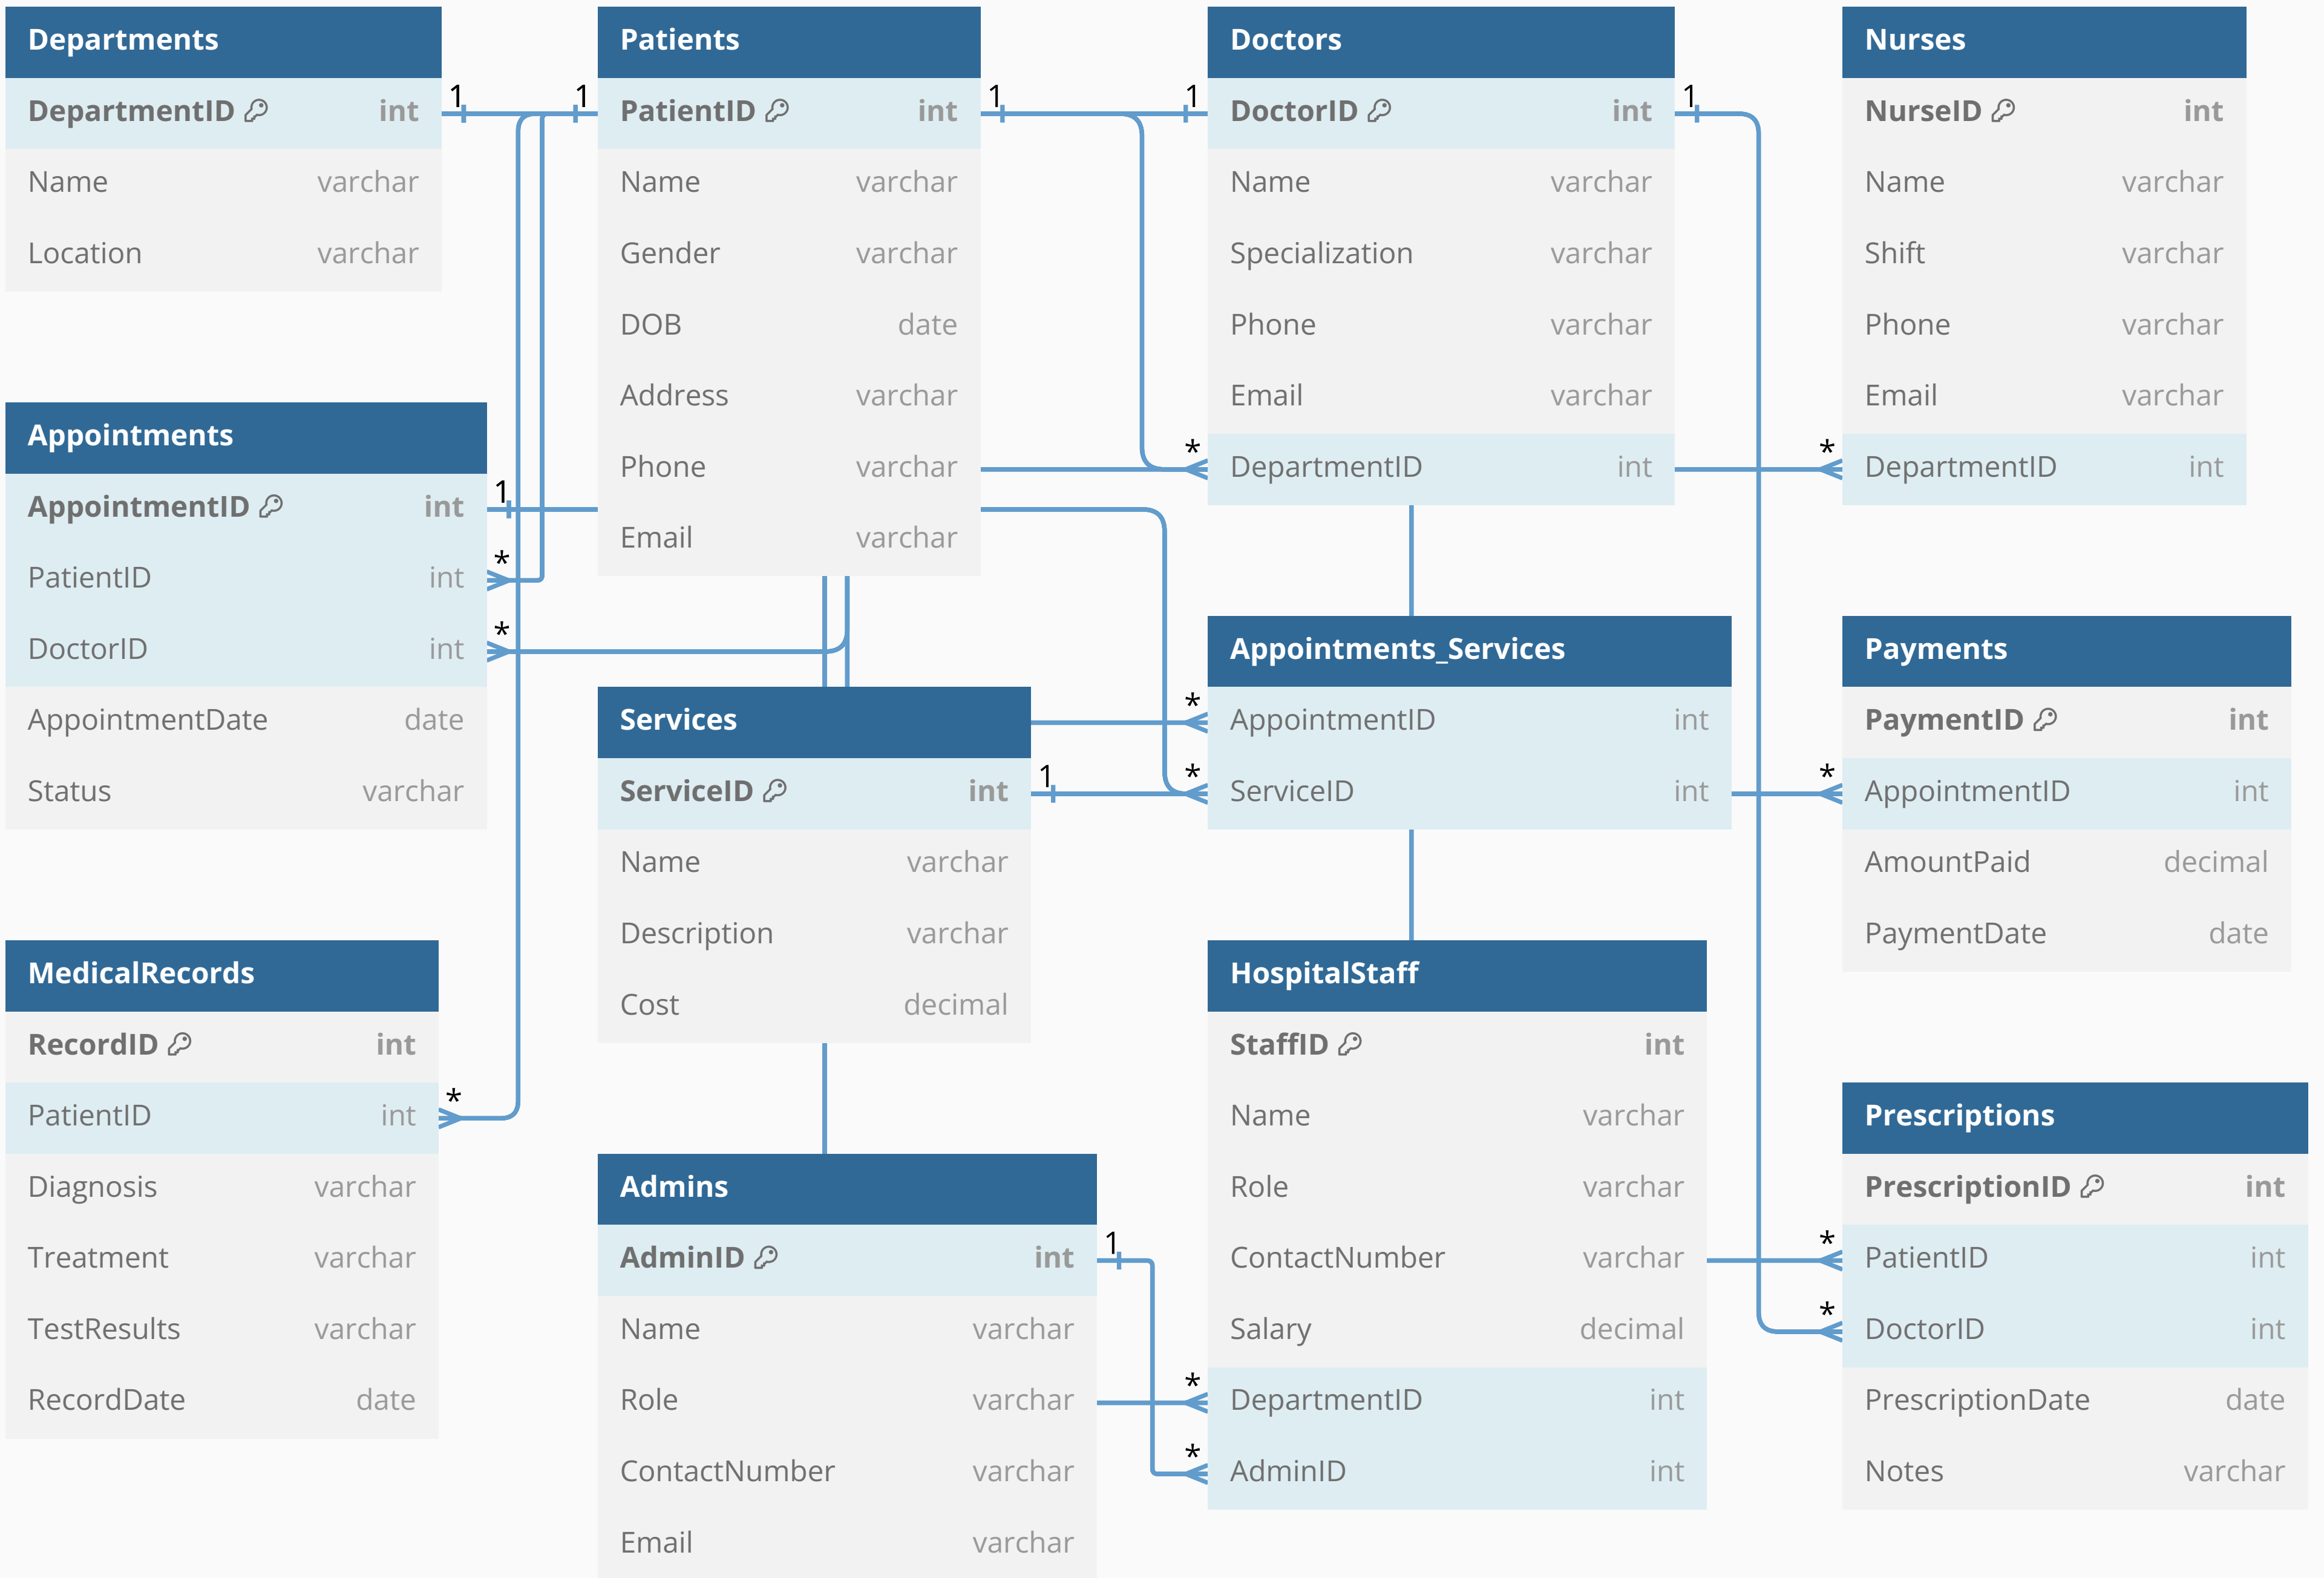 Departments
DepartmentID int
Name varchar
Location varchar
Patients
PatientID int
Name varchar
Gender varchar
DOB date
Address varchar
Phone varchar
Email varchar
Doctors
DoctorID int
Name varchar
Specialization varchar
Phone varchar
Email varchar
DepartmentID int
Nurses
NurseID int
Name varchar
Shift varchar
Phone varchar
Email varchar
DepartmentID int
1
1
1
1
1
*
*
Appointments
AppointmentID int
PatientID int
DoctorID int
AppointmentDate date
Status varchar
1
*
*
Services
ServiceID int
Name varchar
Description varchar
Cost decimal
1
Appointments_Services
AppointmentID int
ServiceID int
*
*
Payments
PaymentID int
AppointmentID int
AmountPaid decimal
PaymentDate date
*
MedicalRecords
RecordID int
PatientID int
Diagnosis varchar
Treatment varchar
TestResults varchar
RecordDate date
*
Admins
AdminID int
Name varchar
Role varchar
ContactNumber varchar
Email varchar
1
HospitalStaff
StaffID int
Name varchar
Role varchar
ContactNumber varchar
Salary decimal
DepartmentID int
AdminID int
*
*
Prescriptions
PrescriptionID int
PatientID int
DoctorID int
PrescriptionDate date
Notes varchar
*
*